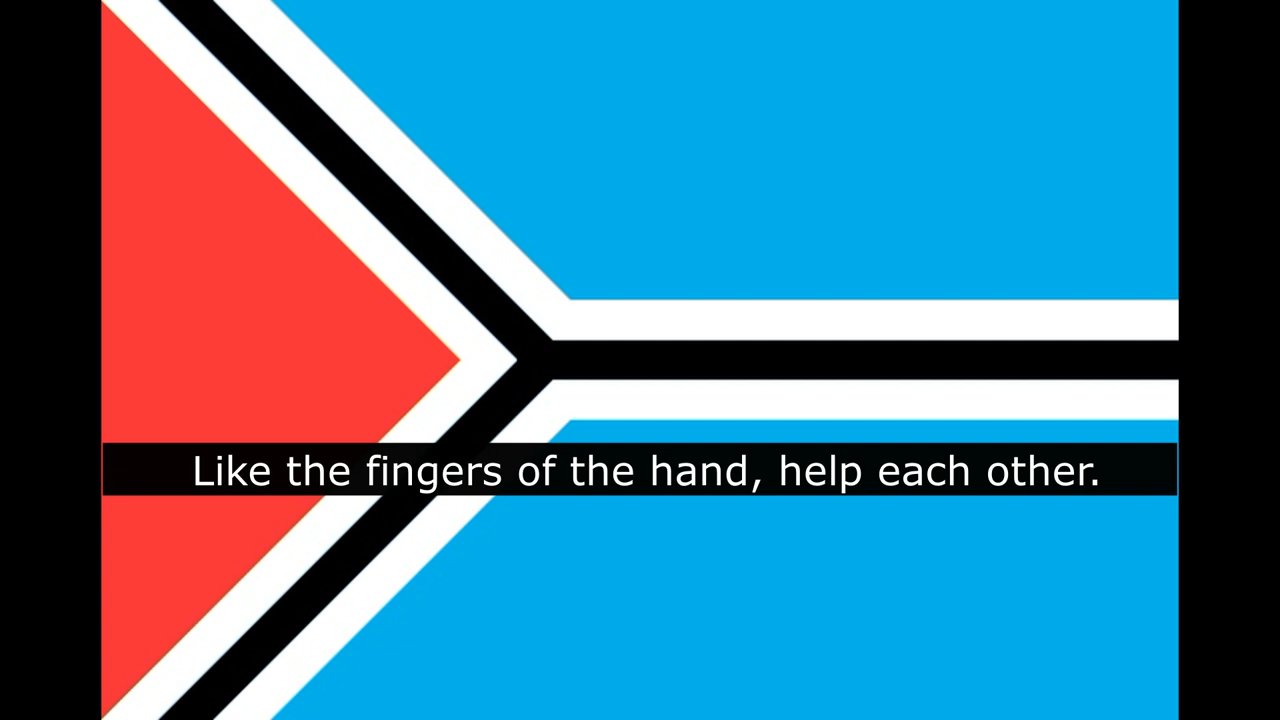 Like the fingers of the hand, help each other.